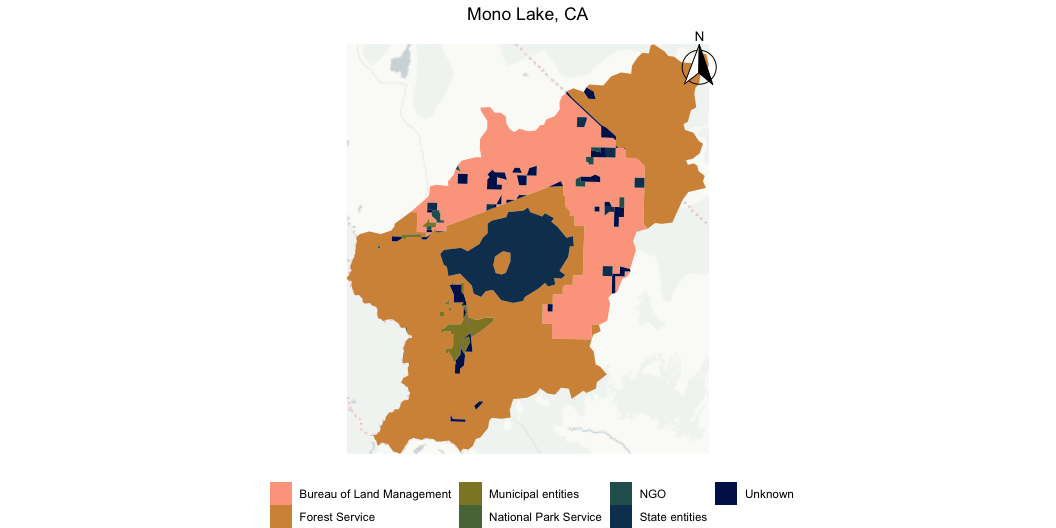 Mono Lake, CA
N
Bureau of Land Management Municipal entities NGO Unknown
Forest Service National Park Service State entities